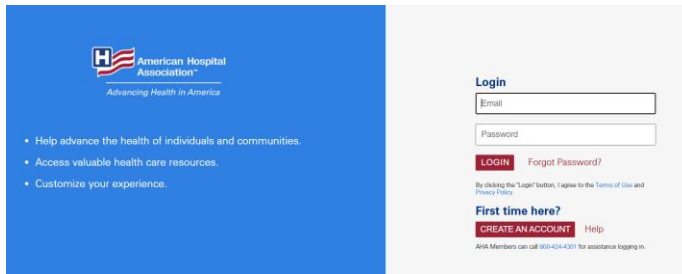 H
American Hospital
Association™
Advancing Health in America
• Help advance the health of individuals and communities.
• Access valuable health care resources.
• Customize your experience.
Login
Email
Password
LOGIN Forgot Password?
By clicking the "Login" button, I agree to the Terms of Use and
Privacy Policy.
First time here?
CREATE AN ACCOUNT Help
AHA Members can call 800-424-4301 for assistance logging in.